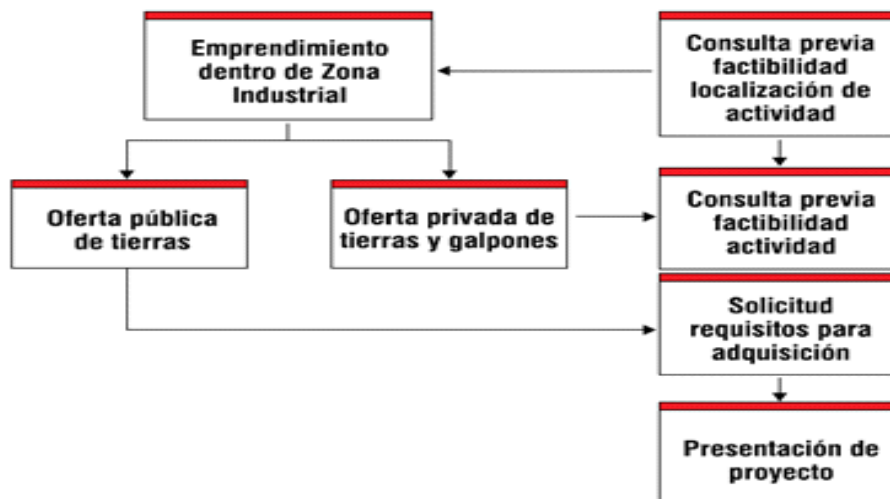 Emprendimiento
dentro de Zona
Industrial
Consulta previa
factibilidad
localización de
actividad
Oferta pública
de tierras
Oferta privada de
tierras y galpones
Consulta previa
factibilidad
actividad
Solicitud
requisitos para
adquisición
Presentación de
proyecto